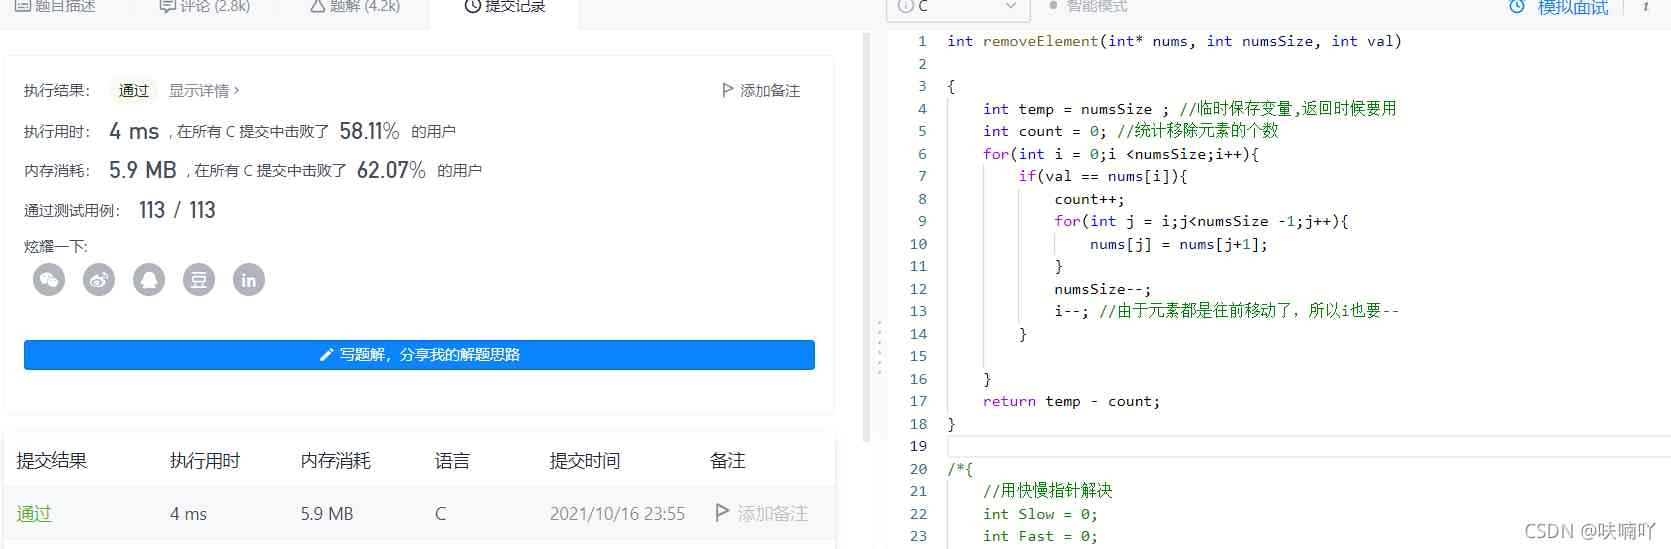 题目描述 评论 (2.8k) 题解 (4.2k) 提交记录
执行结果： 通过 显示详情 › 添加备注
执行用时： 4 ms , 在所有 C 提交中击败了 58.11% 的用户
内存消耗： 5.9 MB , 在所有 C 提交中击败了 62.07% 的用户
通过测试用例： 113 / 113
炫耀一下:
豆 in
写题解，分享我的解题思路
提交结果 执行用时 内存消耗 语言 提交时间 备注
通过 4 ms 5.9 MB C 2021/10/16 23:55 添加备注
C 智能模式 模拟面试 i
1 int removeElement(int* nums, int numsSize, int val)
2
3 {
4 int temp = numsSize ; //临时保存变量,返回时候要用
5 int count = 0; //统计移除元素的个数
6 for(int i = 0;i <numsSize;i++){
7 if(val == nums[i]){
8 count++;
9 for(int j = i;j<numsSize -1;j++){
10 nums[j] = nums[j+1];
11 }
12 numsSize--;
13 i--; //由于元素都是往前移动了，所以i也要--
14 }
15
16 }
17 return temp - count;
18 }
19
20 /*{
21 //用快慢指针解决
22 int Slow = 0;
23 int Fast = 0;
CSDN @呋喃吖